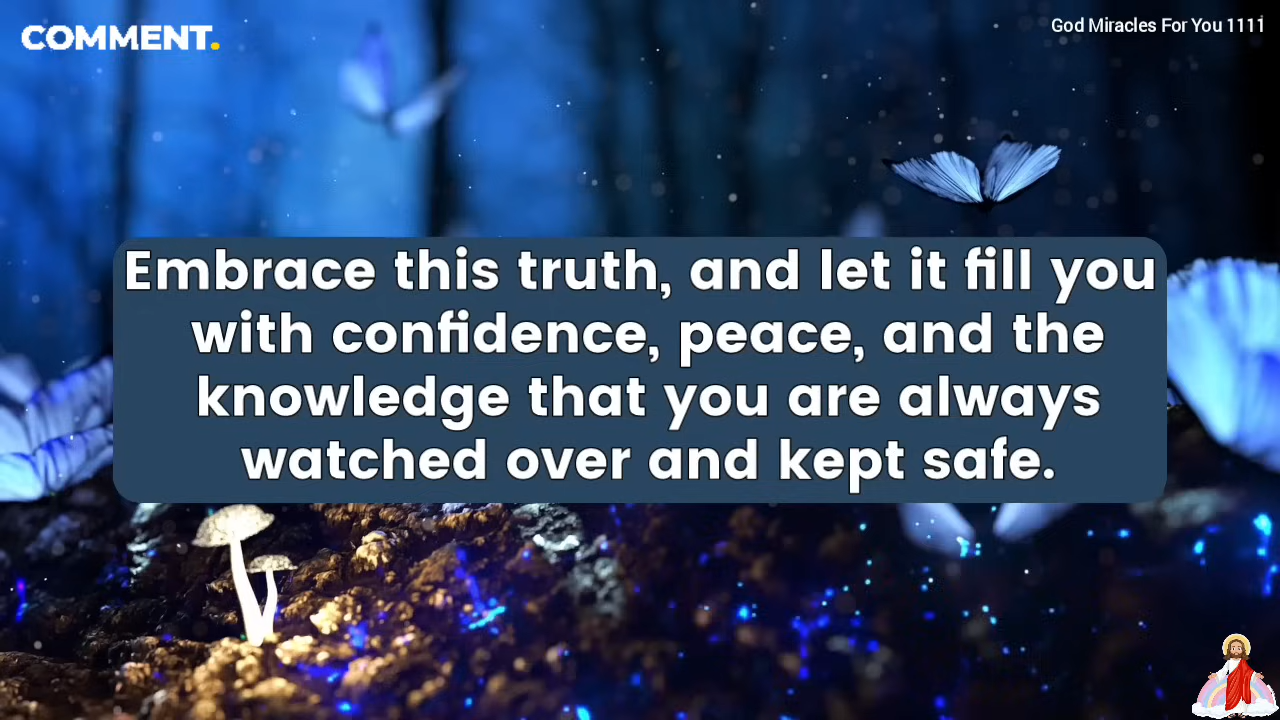 COMMENT.
God Miracles For You 1111
Embrace this truth, and let it fill you
with confidence, peace, and the
knowledge that you are always
watched over and kept safe.